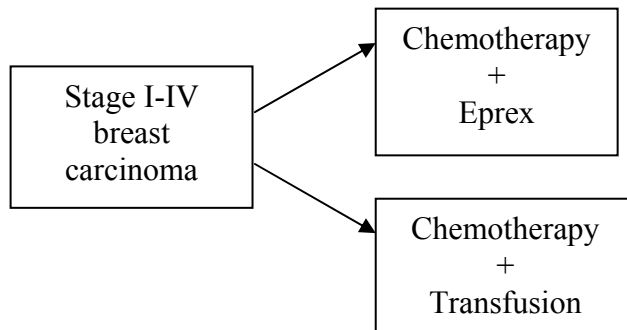 Stage I-IV
breast
carcinoma
Chemotherapy
+
Eprex
Chemotherapy
+
Transfusion